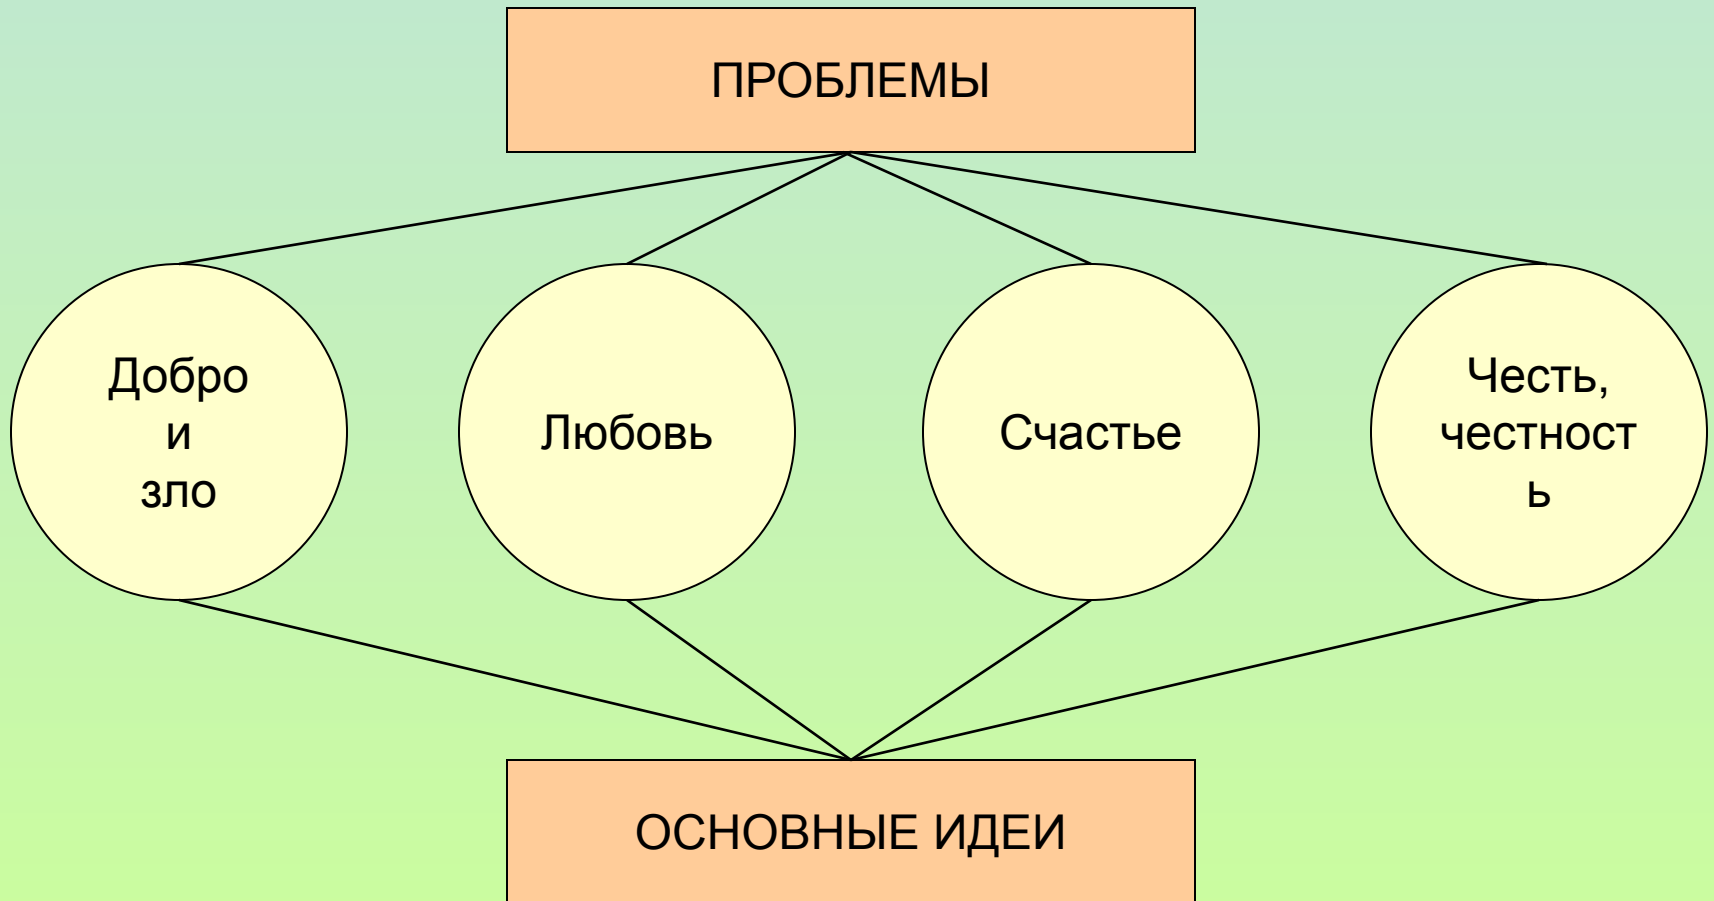 ПРОБЛЕМЫ
Добро
и
зло
Любовь
Счастье
Честь,
честност
ь
ОСНОВНЫЕ ИДЕИ